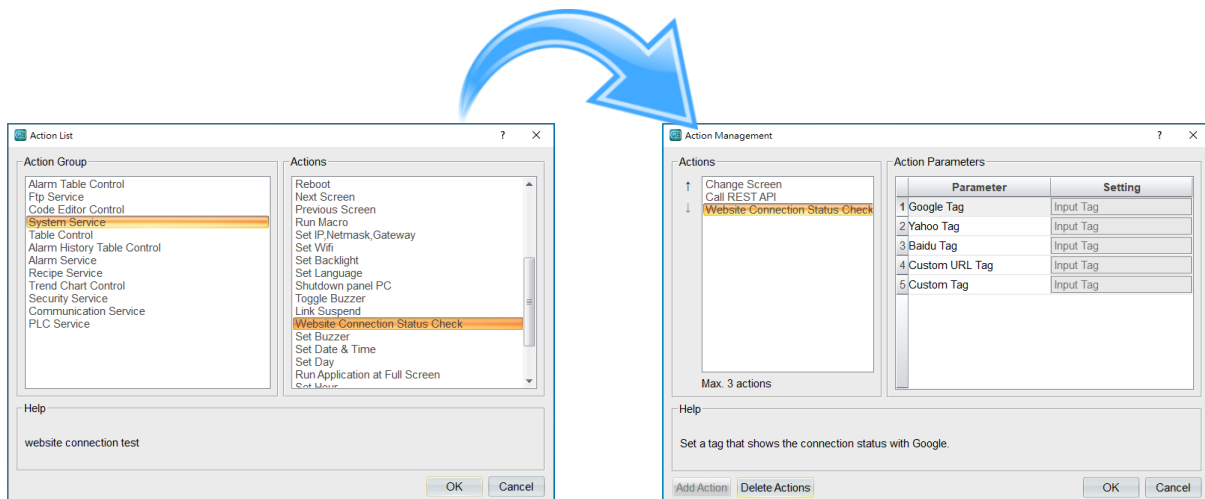 Action List
? ×
Action Group
Alarm Table Control
Ftp Service
Code Editor Control
System Service
Table Control
Alarm History Table Control
Alarm Service
Recipe Service
Trend Chart Control
Security Service
Communication Service
PLC Service
Actions
Reboot
Next Screen
Previous Screen
Run Macro
Set IP,Netmask,Gateway
Set Wifi
Set Backlight
Set Language
Shutdown panel PC
Toggle Buzzer
Link Suspend
Website Connection Status Check
Set Buzzer
Set Date & Time
Set Day
Run Application at Full Screen
Set Hour
Help
website connection test
OK Cancel
Action Management
? ×
Actions
↑
↓
Change Screen
Call REST API
Website Connection Status Check
Max. 3 actions
Action Parameters
Parameter Setting
1 Google Tag Input Tag
2 Yahoo Tag Input Tag
3 Baidu Tag Input Tag
4 Custom URL Tag Input Tag
5 Custom Tag Input Tag
Help
Set a tag that shows the connection status with Google.
Add Action Delete Actions OK Cancel